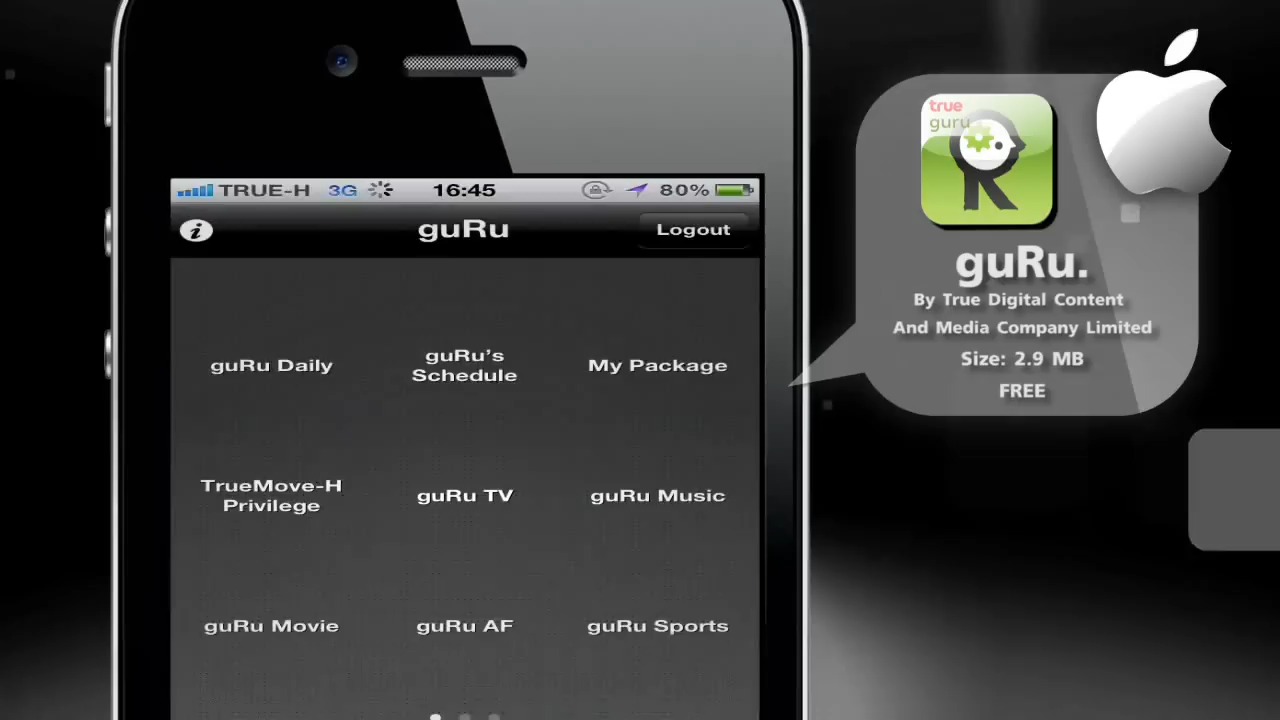 TRUE-H 3G 16:45 80%
guRu
Logout
guRu Daily
guRu's
Schedule
My Package
TrueMove-H
Privilege
guRu TV
guRu Music
guRu Movie
guRu AF
guRu Sports
true
guru
guRu.
By True Digital Content
And Media Company Limited
Size: 2.9 MB
FREE